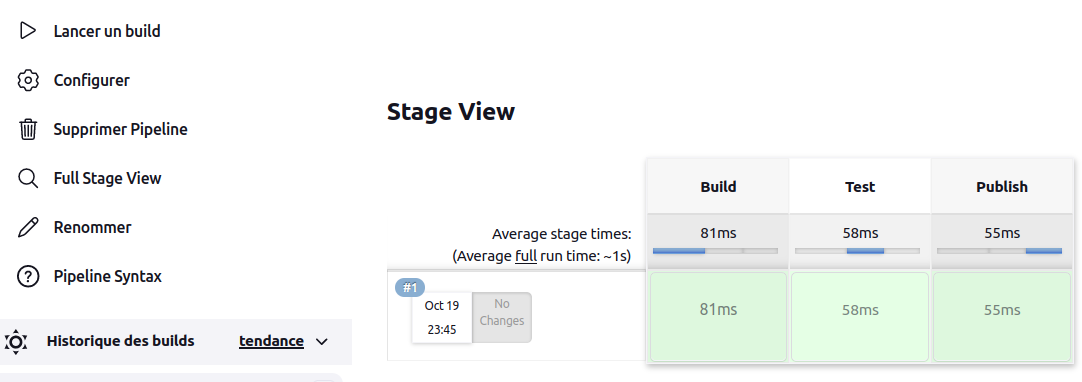 Lancer un build
Configurer
Supprimer Pipeline
Full Stage View
Renommer
Pipeline Syntax
Historique des builds tendance
Stage View
Build Test Publish
Average stage times:
(Average full run time: ~1s)
81ms 58ms 55ms
#1
Oct 19
23:45
No
Changes
81ms 58ms 55ms